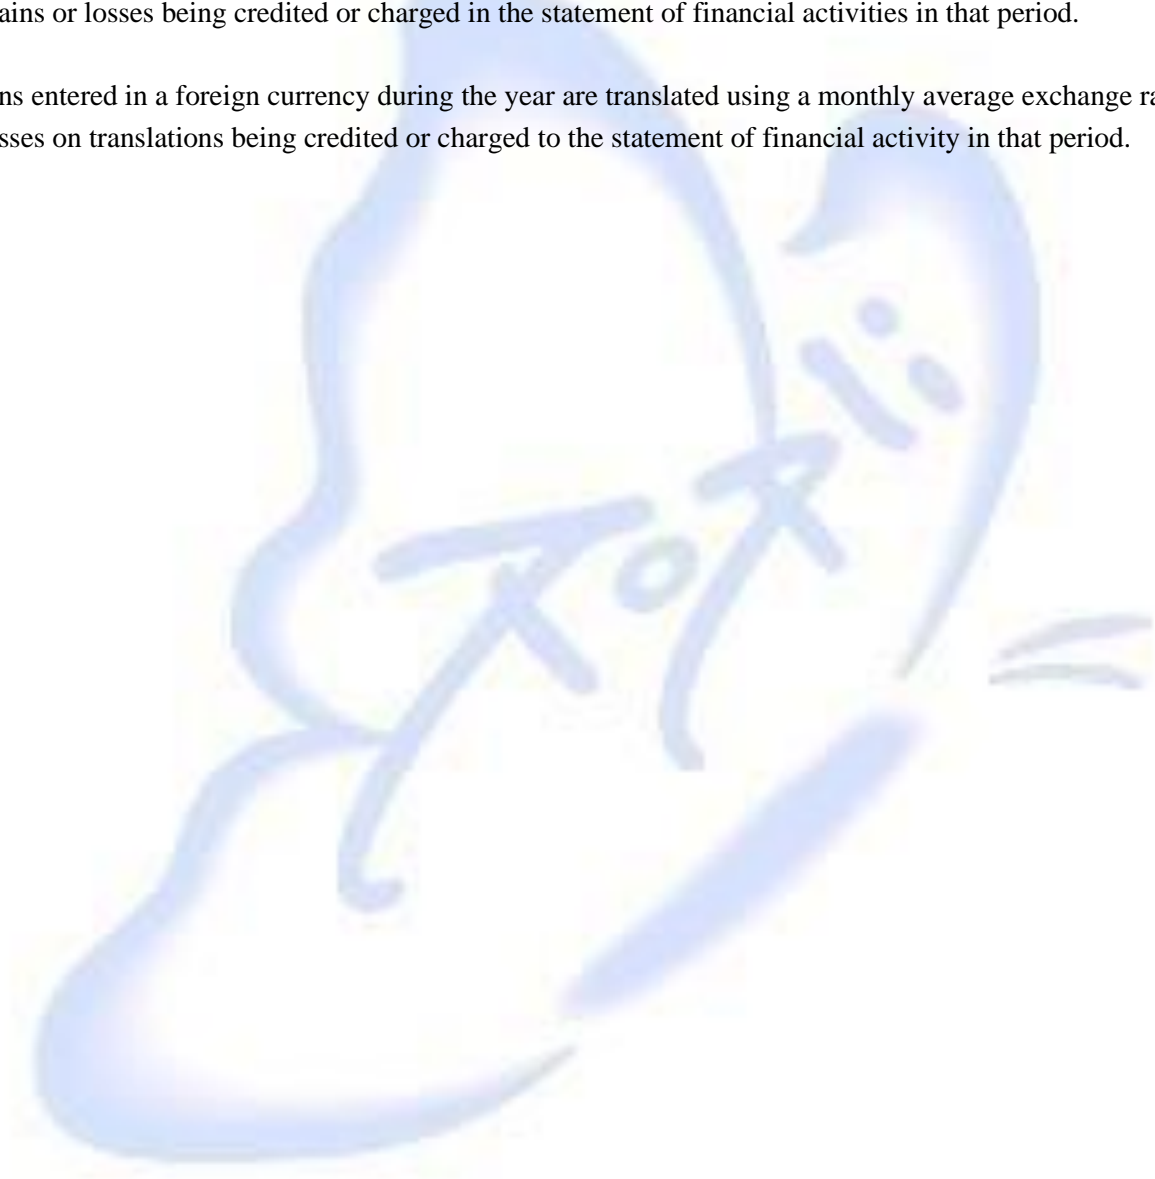 ains or losses being credited or charged in the statement of financial activities in that period.
ns entered in a foreign currency during the year are translated using a monthly average exchange ra
sses on translations being credited or charged to the statement of financial activity in that period.